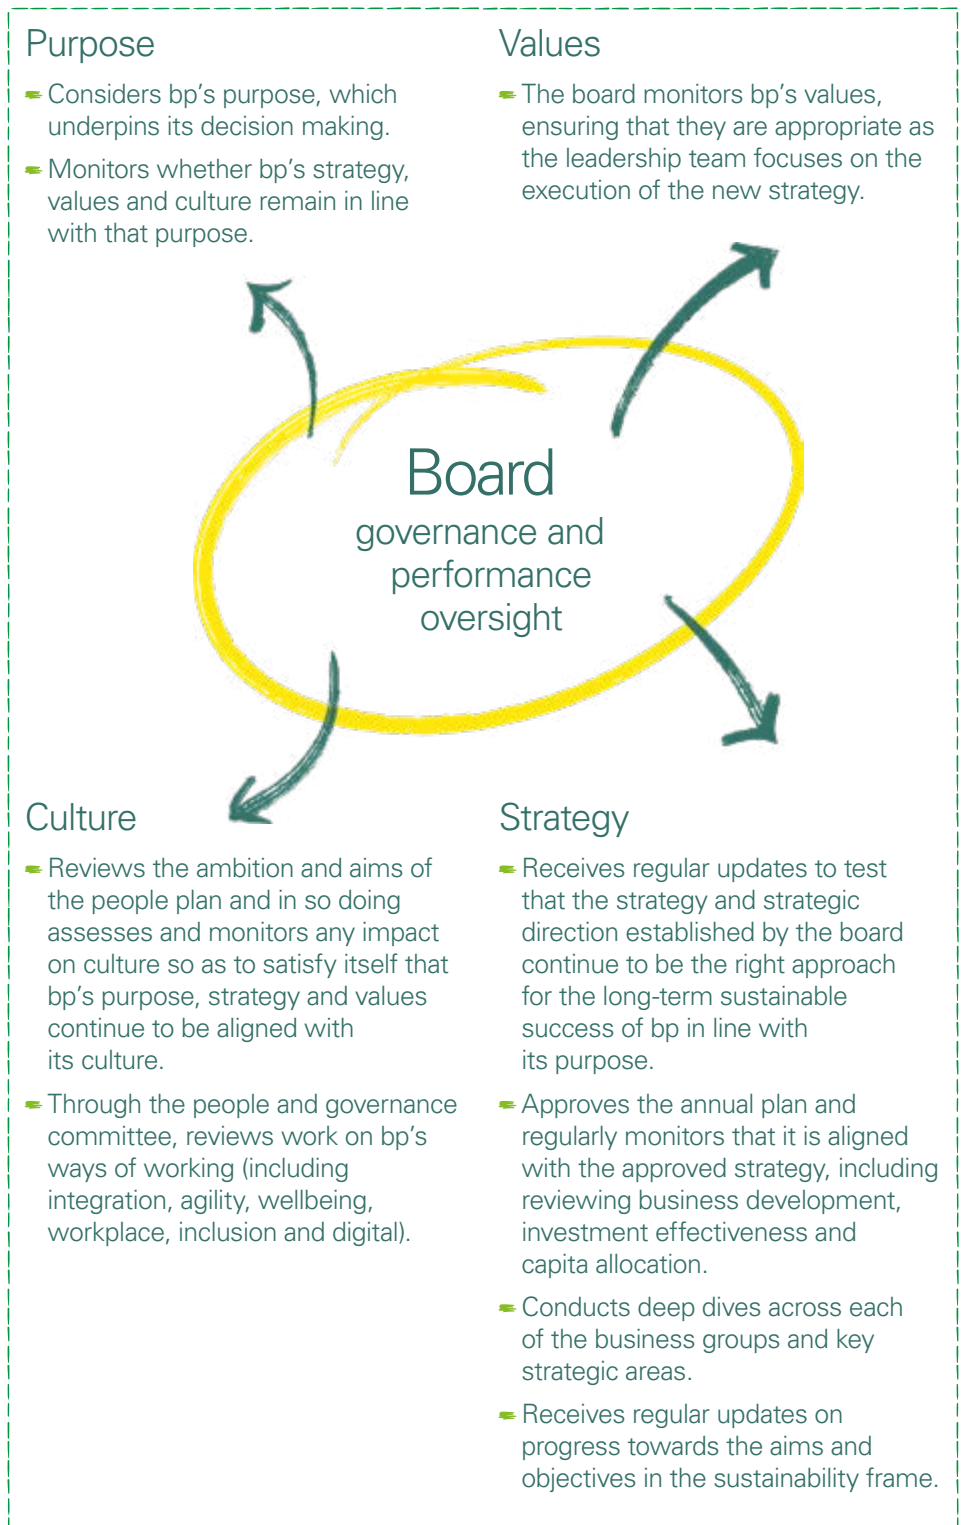 Purpose
Considers bp's purpose, which
underpins its decision making.
Monitors whether bp's strategy,
values and culture remain in line
with that purpose.
Values
The board monitors bp's values,
ensuring that they are appropriate as
the leadership team focuses on the
execution of the new strategy.
Board
governance and
performance
oversight
Culture
Reviews the ambition and aims of
the people plan and in so doing
assesses and monitors any impact
on culture so as to satisfy itself that
bp's purpose, strategy and values
continue to be aligned with
its culture.
Through the people and governance
committee, reviews work on bp's
ways of working (including
integration, agility, wellbeing,
workplace, inclusion and digital).
Strategy
Receives regular updates to test
that the strategy and strategic
direction established by the board
continue to be the right approach
for the long-term sustainable
success of bp in line with
its purpose.
Approves the annual plan and
regularly monitors that it is aligned
with the approved strategy, including
reviewing business development,
investment effectiveness and
capita allocation.
Conducts deep dives across each
of the business groups and key
strategic areas.
Receives regular updates on
progress towards the aims and
objectives in the sustainability frame.